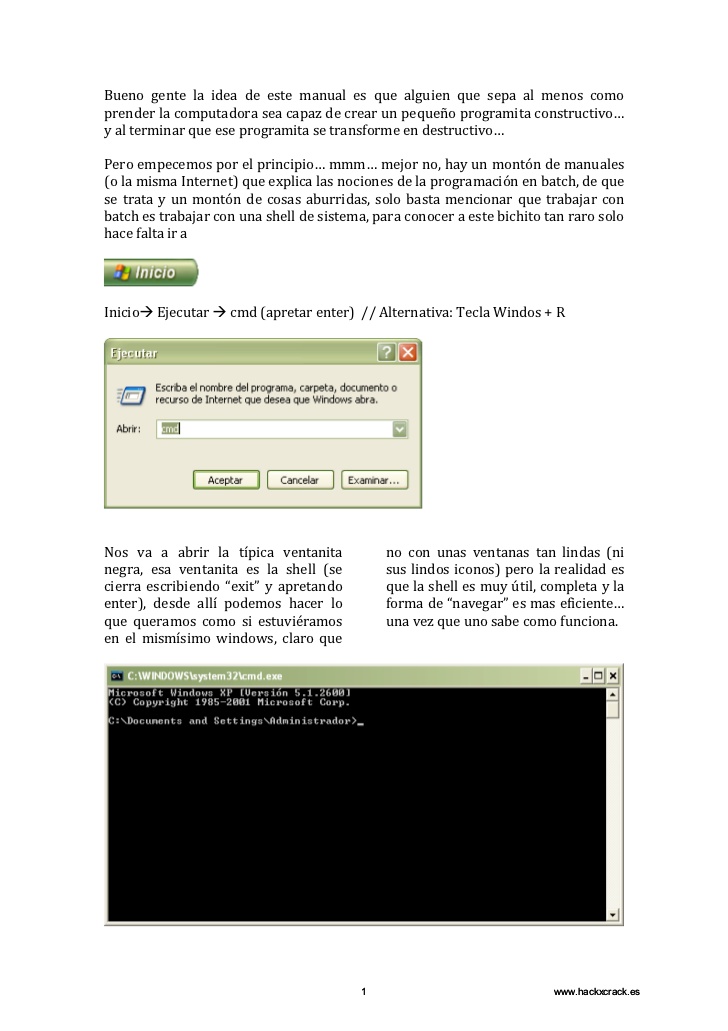 Bueno gente la idea de este manual es que alguien que sepa al menos como
prender la computadora sea capaz de crear un pequeño programita constructivo…
y al terminar que ese programita se transforme en destructivo…
Pero empecemos por el principio… mmm… mejor no, hay un montón de manuales
(o la misma Internet) que explica las nociones de la programación en batch, de que
se trata y un montón de cosas aburridas, solo basta mencionar que trabajar con
batch es trabajar con una shell de sistema, para conocer a este bichito tan raro solo
hace falta ir a
Inicio
Inicio→ Ejecutar → cmd (apretar enter) // Alternativa: Tecla Windos + R
Ejecutar
Escriba el nombre del programa, carpeta, documento o
recurso de Internet que desea que Windows abra.
Abrir: cmd
Aceptar Cancelar Examinar...
Nos va a abrir la típica ventanita
negra, esa ventanita es la shell (se
cierra escribiendo “exit” y apretando
enter), desde allí podemos hacer lo
que queramos como si estuviéramos
en el mismísimo windows, claro que
no con unas ventanas tan lindas (ni
sus lindos iconos) pero la realidad es
que la shell es muy útil, completa y la
forma de “navegar” es mas eficiente…
una vez que uno sabe como funciona.
C:\WINDOWS\system32\cmd.exe
Microsoft Windows XP [Versión 5.1.2600]
(C) Copyright 1985-2001 Microsoft Corp.
C:\Documents and Settings\Administrador>_
1
www.hackxcrack.es